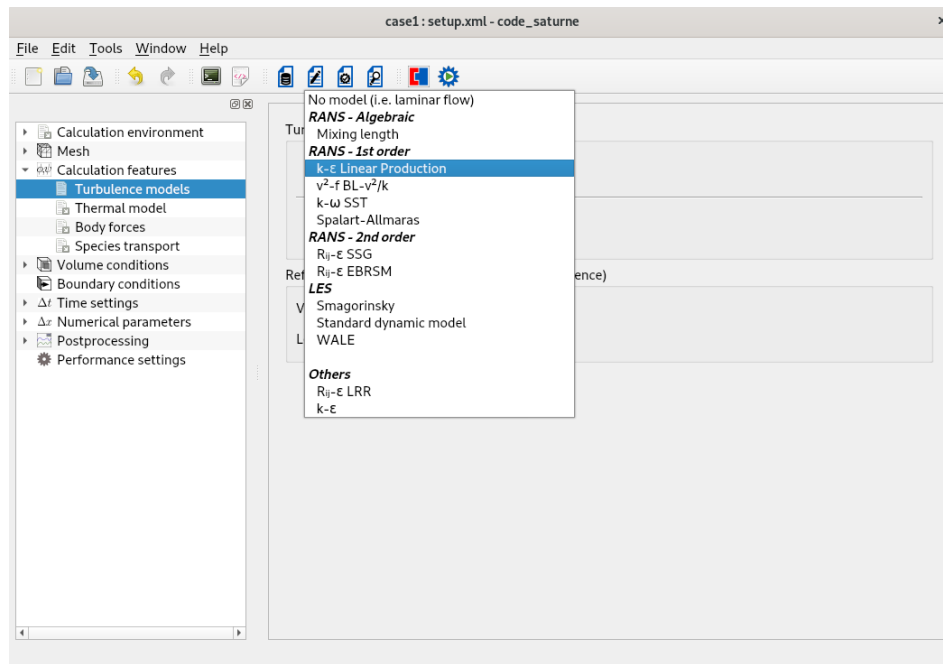 case1 : setup.xml - code_saturne
File Edit Tools Window Help
Calculation environment
Mesh
Calculation features
Turbulence models
Thermal model
Body forces
Species transport
Volume conditions
Boundary conditions
Δt Time settings
Δx Numerical parameters
Postprocessing
Performance settings
No model (i.e. laminar flow)
RANS - Algebraic
Mixing length
RANS - 1st order
k-ε Linear Production
v²-f BL-v²/k
k-ω SST
Spalart-Allmaras
RANS - 2nd order
Rᵢⱼ-ε SSG
Rᵢⱼ-ε EBRSM
LES
Smagorinsky
Standard dynamic model
WALE
Others
Rᵢⱼ-ε LRR
k-ε